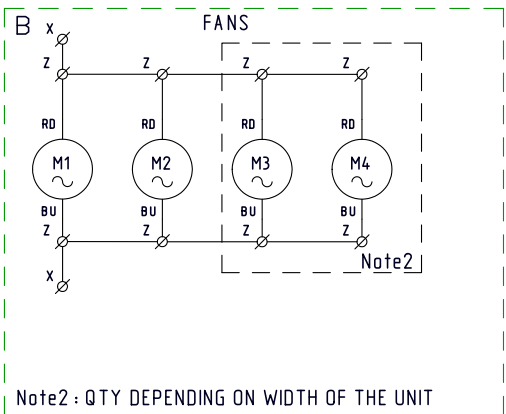 B X FANS
Z Z Z Z
RD RD RD RD
M1 M2 M3 M4
BU BU BU BU
Z Z Z Z
Note2
X
Note2 : QTY DEPENDING ON WIDTH OF THE UNIT